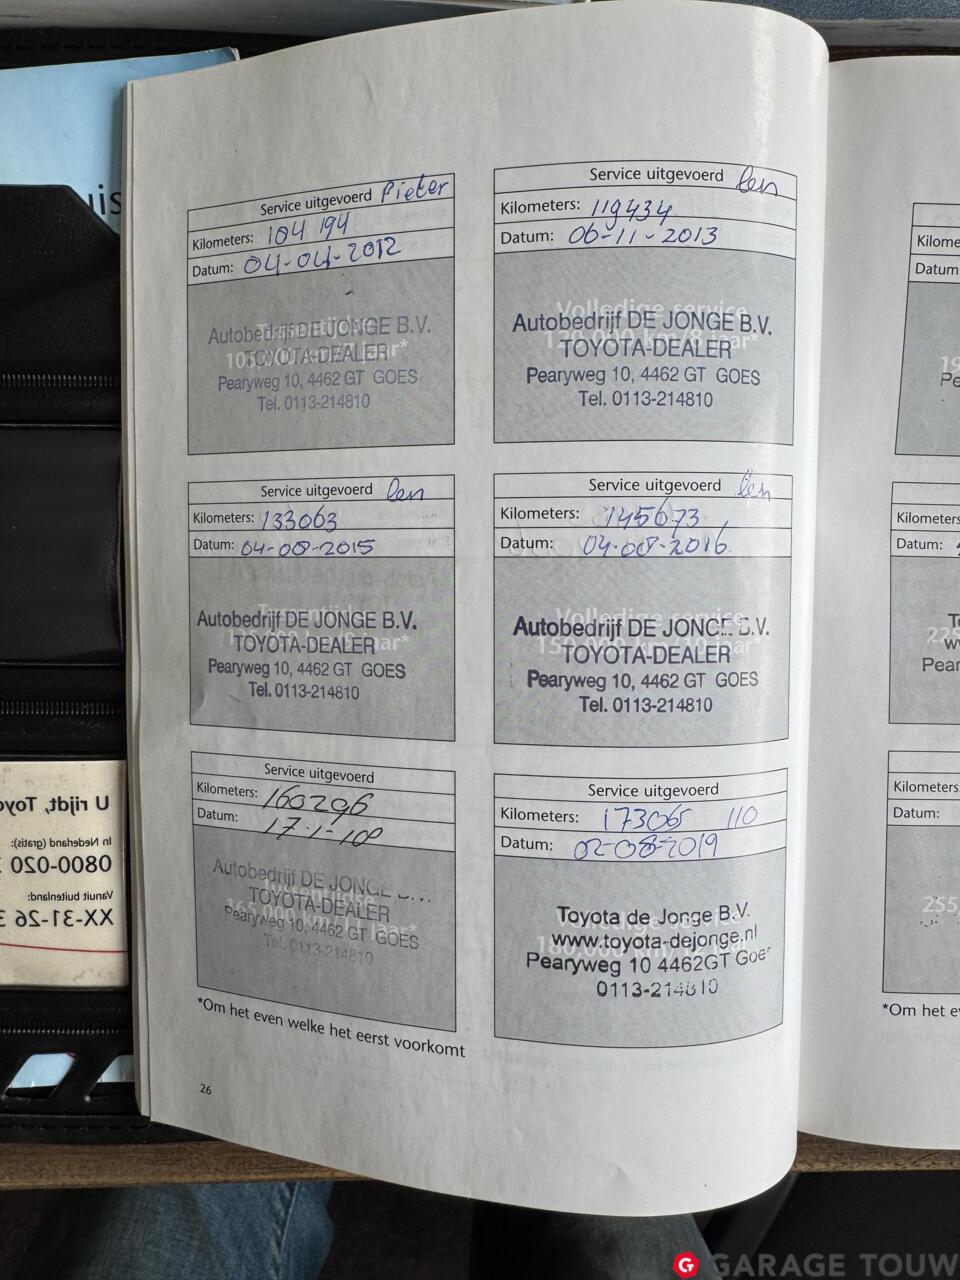 Service uitgevoerd Pieter
Kilometers: 104 194
Datum: 04-04-2012
Autobedrijf DE JONGE B.V.
TOYOTA-DEALER
Pearyweg 10, 4462 GT GOES
Tel. 0113-214810
Service uitgevoerd Len
Kilometers: 119434
Datum: 06-11-2013
Volledige service
Autobedrijf DE JONGE B.V.
TOYOTA-DEALER
Pearyweg 10, 4462 GT GOES
Tel. 0113-214810
Service uitgevoerd Len
Kilometers: 133063
Datum: 04-08-2015
Autobedrijf DE JONGE B.V.
TOYOTA-DEALER
Pearyweg 10, 4462 GT GOES
Tel. 0113-214810
Service uitgevoerd Len
Kilometers: 145673
Datum: 04-08-2016
Volledige service
Autobedrijf DE JONGE B.V.
TOYOTA-DEALER
Pearyweg 10, 4462 GT GOES
Tel. 0113-214810
Service uitgevoerd
Kilometers: 160296
Datum:
Autobedrijf DE JONGE
TOYOTA-DEALER
Pearyweg 10, 4462 GT GOES
Tel. 0113-214810
Service uitgevoerd
Kilometers: 173065 110
Datum: 02-08-2019
Toyota de Jonge B.V.
www.toyota-dejonge.nl
Pearyweg 10 4462GT Goes
0113-214810
*Om het even welke het eerst voorkomt
26
U rijdt, Toyo
In Nederland (gratis):
0800-020
Vanuit buitenland:
XX-31-26
Datum
Kilometers
Datum:
225
Pear
Kilometers
Datum:
255,
*Om het e
G GARAGE TOUW